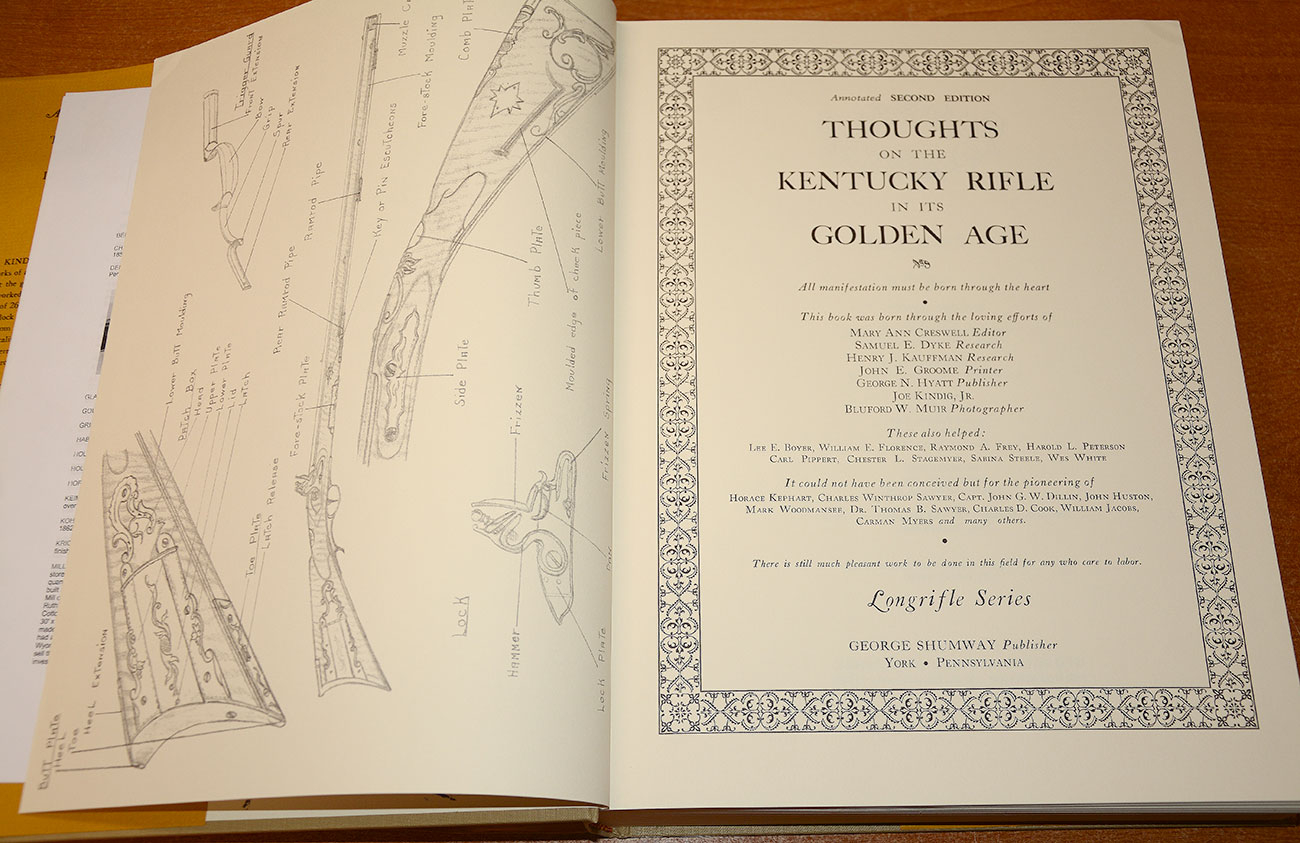 KIND
Trigger Guard
Front Extension
Bow
Grip
Spur
Rear Extension
Muzzle
Fore-stock Moulding
Comb Plate
Key or Pin Escutcheons
Ramrod Pipe
Rear Ramrod Pipe
Fore-stock Plate
Lower Butt Moulding
Moulded edge of cheek piece
Thumb Plate
Side Plate
Lower Butt Moulding
Patch Box
Head
Upper Plate
Lower Plate
Lid
Latch
Latch Release
Toe Plate
Heel Extension
Toe
Heel
Butt Plate
Lock
Frizzen
Frizzen Spring
Pan
Hammer
Lock Plate
Annotated SECOND EDITION
THOUGHTS
ON THE
KENTUCKY RIFLE
IN ITS
GOLDEN AGE
All manifestation must be born through the heart
•
This book was born through the loving efforts of
MARY ANN CRESWELL Editor
SAMUEL E. DYKE Research
HENRY J. KAUFFMAN Research
JOHN E. GROOME Printer
GEORGE N. HYATT Publisher
JOE KINDIG, JR.
BLUFORD W. MUIR Photographer
These also helped:
LEE E. BOYER, WILLIAM E. FLORENCE, RAYMOND A. FREY, HAROLD L. PETERSON
CARL PIPPERT, CHESTER L. STAGEMYER, SABINA STEELE, WES WHITE
It could not have been conceived but for the pioneering of
HORACE KEPHART, CHARLES WINTHROP SAWYER, CAPT. JOHN G. W. DILLIN, JOHN HUSTON,
MARK WOODMANSEE, DR. THOMAS B. SAWYER, CHARLES D. COOK, WILLIAM JACOBS,
CARMAN MYERS and many others.
•
There is still much pleasant work to be done in this field for any who care to labor.
Longrifle Series
GEORGE SHUMWAY Publisher
YORK • PENNSYLVANIA